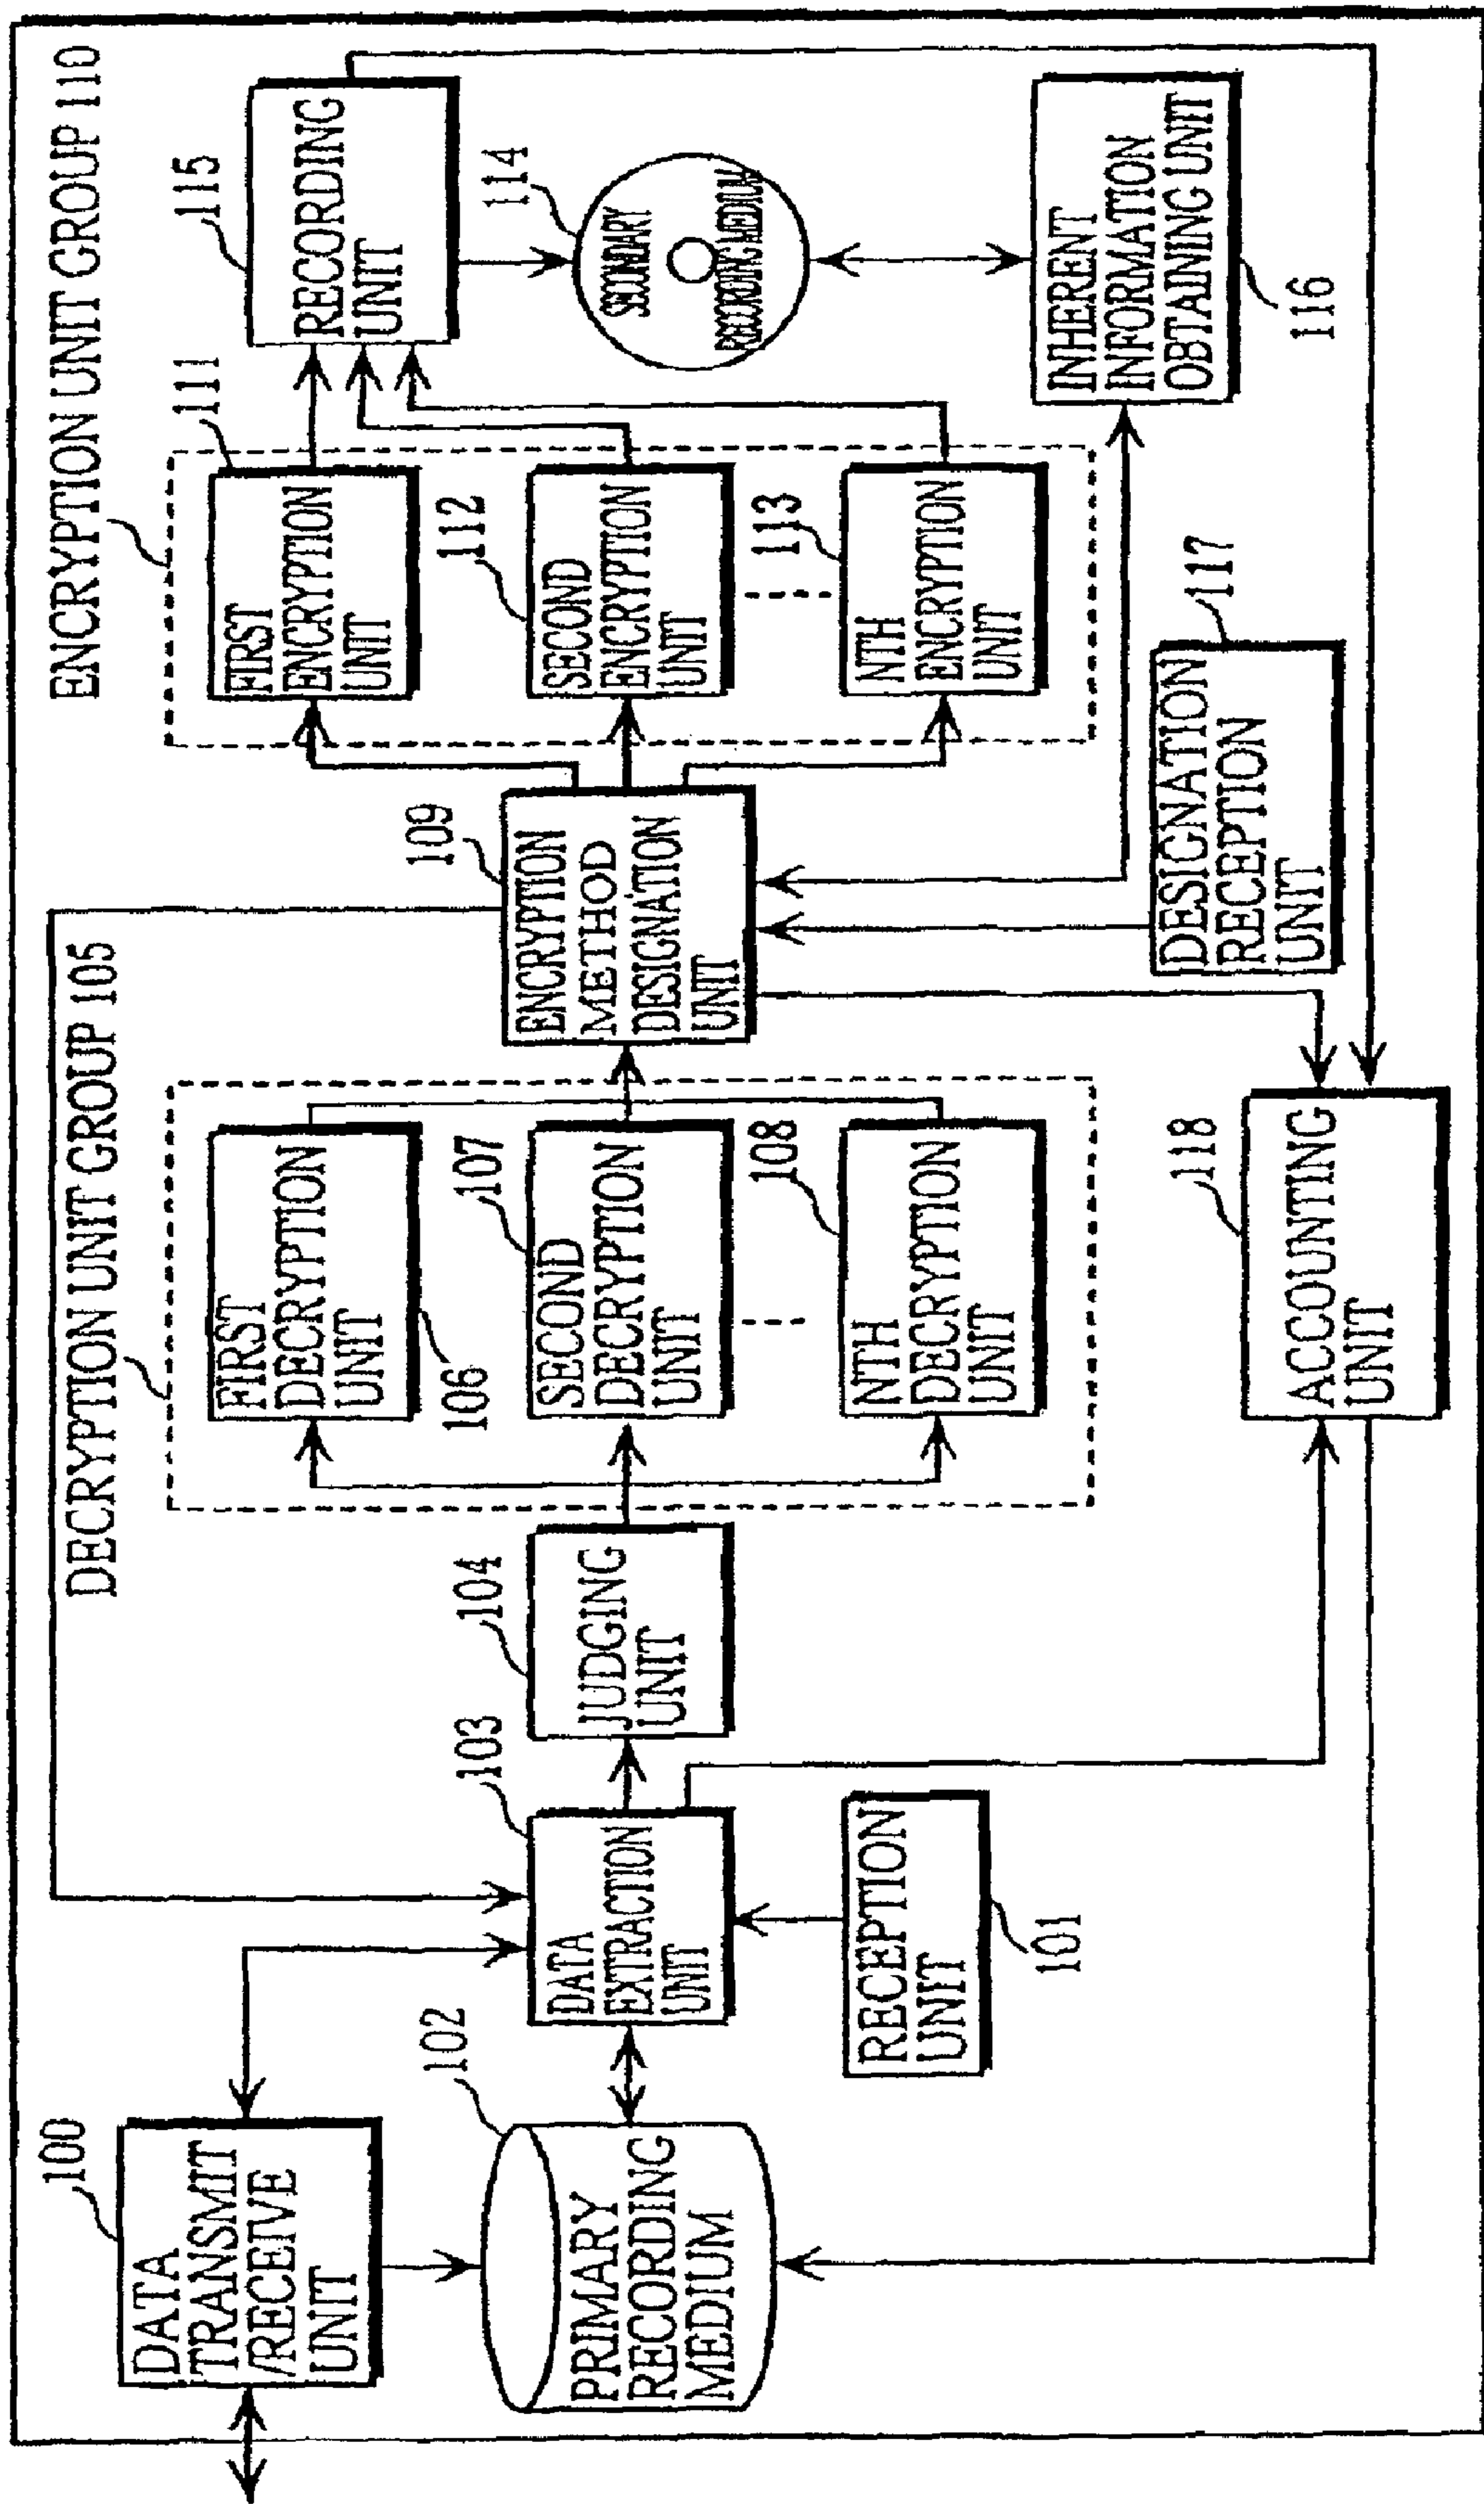 ENCRYPTION UNIT GROUP 110
DECRYPTION UNIT GROUP 105
100
DATA
TRANSMIT
/RECEIVE
UNIT
102
PRIMARY
RECORDING
MEDIUM
103
DATA
EXTRACTION
UNIT
RECEPTION
UNIT
101
104
JUDGING
UNIT
FIRST
DECRYPTION
UNIT
106
107
SECOND
DECRYPTION
UNIT
108
NTH
DECRYPTION
UNIT
109
ENCRYPTION
METHOD
DESIGNATION
UNIT
111
FIRST
ENCRYPTION
UNIT
112
SECOND
ENCRYPTION
UNIT
113
NTH
ENCRYPTION
UNIT
115
RECORDING
UNIT
114
SECONDARY
RECORDING MEDIUM
INHERENT
INFORMATION
OBTAINING UNIT
116
117
DESIGNATION
RECEPTION
UNIT
118
ACCOUNTING
UNIT